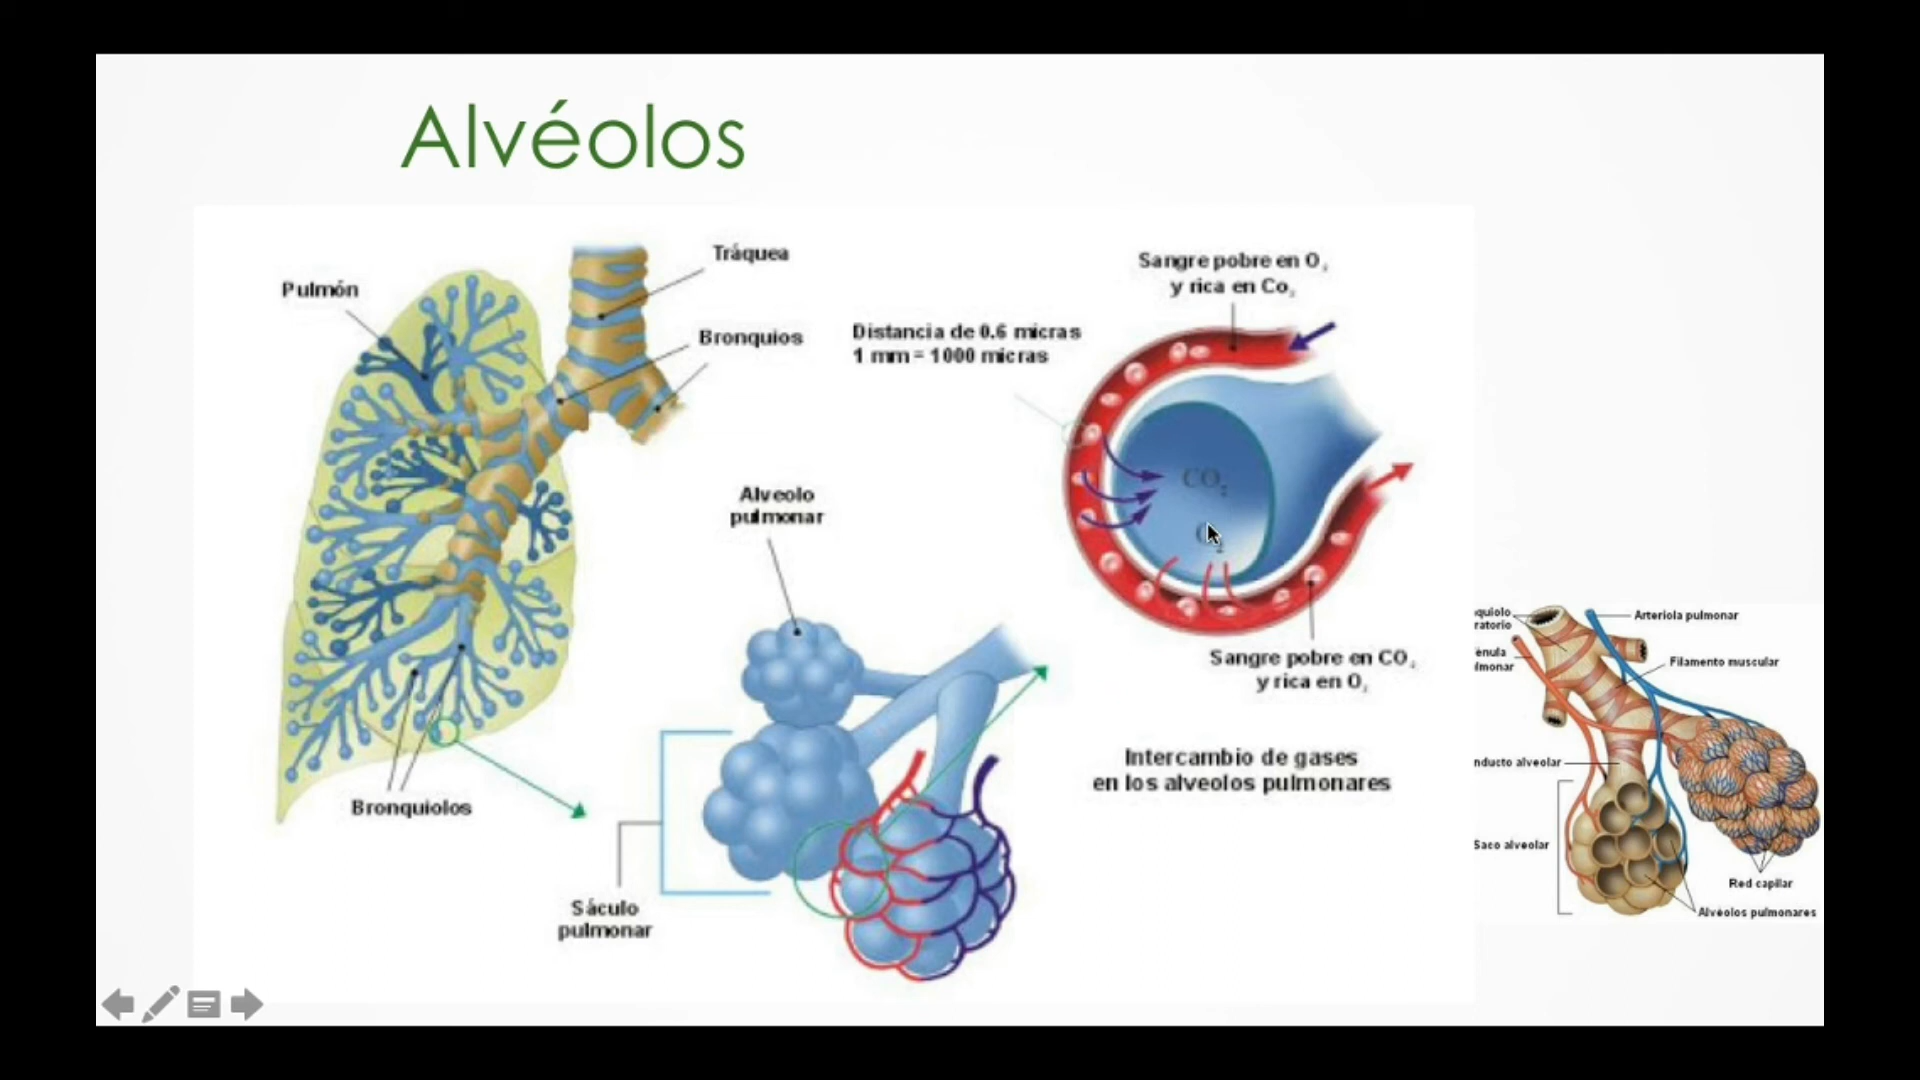 Alvéolos
Pulmón
Tráquea
Bronquios
Distancia de 0.6 micras
1 mm = 1000 micras
Sangre pobre en O₂
y rica en Co₂
CO₂
Alveolo
pulmonar
Sangre pobre en CO₂
y rica en O₂
Intercambio de gases
en los alveolos pulmonares
Bronquiolos
Sáculo
pulmonar
quiolo
ratorio
Arteriola pulmonar
énula
lmonar
Filamento muscular
nducto alveolar
Saco alveolar
Red capilar
Alvéolos pulmonares